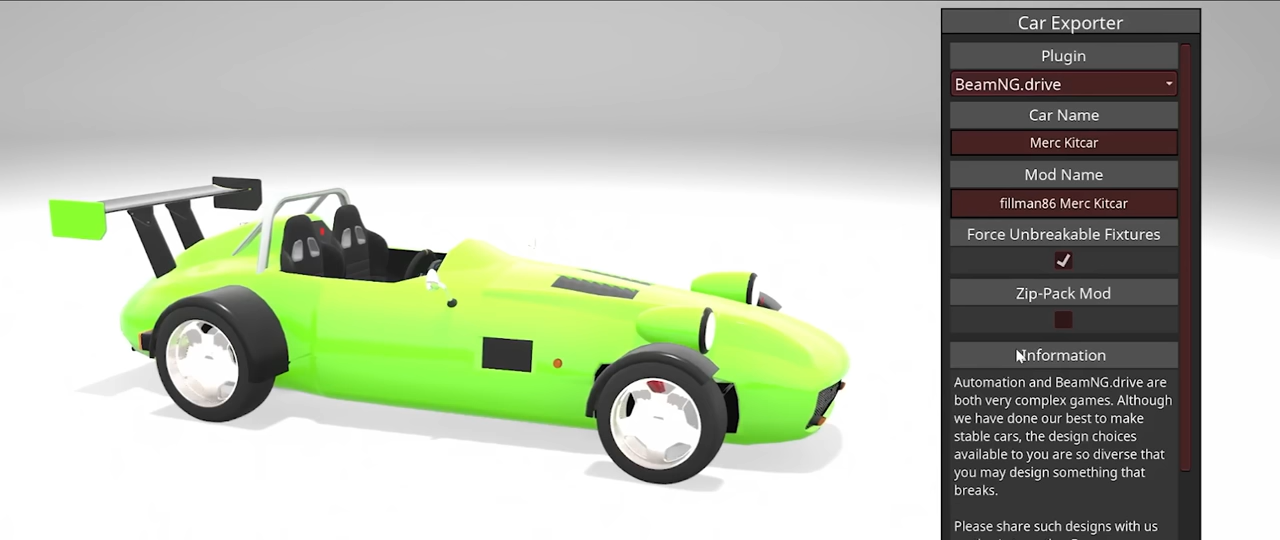 Car Exporter
Plugin
BeamNG.drive
Car Name
Merc Kitcar
Mod Name
fillman86 Merc Kitcar
Force Unbreakable Fixtures
Zip-Pack Mod
Information
Automation and BeamNG.drive are
both very complex games. Although
we have done our best to make
stable cars, the design choices
available to you are so diverse that
you may design something that
breaks.
Please share such designs with us